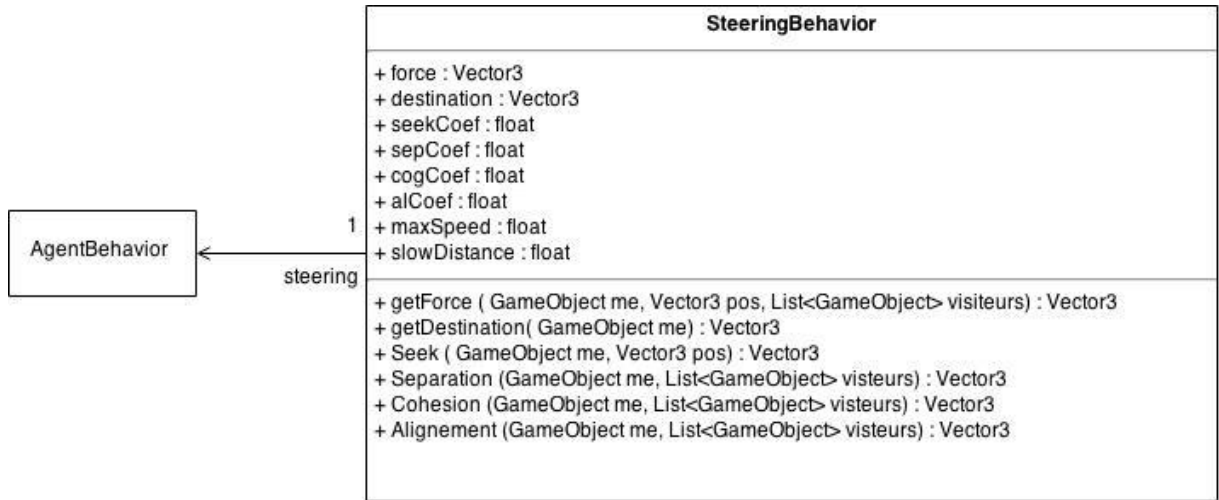 SteeringBehavior
+ force : Vector3
+ destination : Vector3
+ seekCoef : float
+ sepCoef : float
+ cogCoef : float
+ alCoef : float
+ maxSpeed : float
+ slowDistance : float
AgentBehavior
1
steering
+ getForce ( GameObject me, Vector3 pos, List<GameObject> visiteurs) : Vector3
+ getDestination( GameObject me) : Vector3
+ Seek ( GameObject me, Vector3 pos) : Vector3
+ Separation (GameObject me, List<GameObject> visteurs) : Vector3
+ Cohesion (GameObject me, List<GameObject> visteurs) : Vector3
+ Alignement (GameObject me, List<GameObject> visteurs) : Vector3